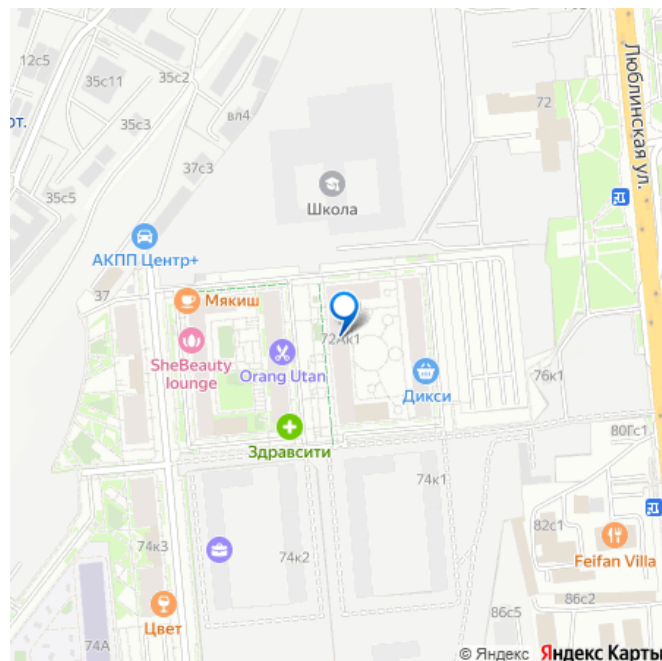 12с5
35с2
35с11
72
Люблинская ул.
вл4
от.
35с3
37с3
35с5
Школа
АКПП Центр+
37
Мякиш
72Ак1
SheBeauty
lounge
Orang Utan
Дикси
76к1
Здравсити
80Гс1
74к1
82с1
74к3
74к2
Feifan Villa
86с2
86с5
Цвет
74А
© Яндекс Яндекс Карты